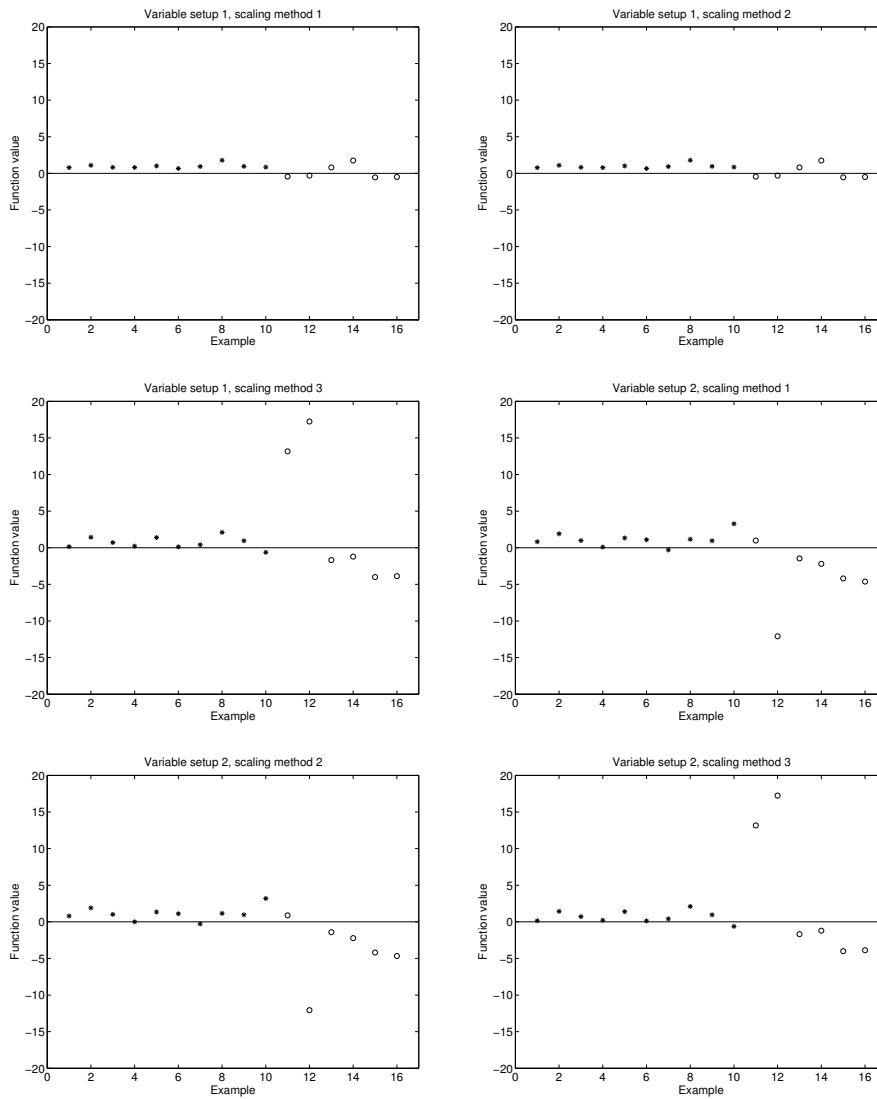 Variable setup 1, scaling method 1
20
15
10
5
0
−5
−10
−15
−20
Function value
0 2 4 6 8 10 12 14 16
Example
Variable setup 1, scaling method 2
20
15
10
5
0
−5
−10
−15
−20
Function value
0 2 4 6 8 10 12 14 16
Example
Variable setup 1, scaling method 3
20
15
10
5
0
−5
−10
−15
−20
Function value
0 2 4 6 8 10 12 14 16
Example
Variable setup 2, scaling method 1
20
15
10
5
0
−5
−10
−15
−20
Function value
0 2 4 6 8 10 12 14 16
Example
Variable setup 2, scaling method 2
20
15
10
5
0
−5
−10
−15
−20
Function value
0 2 4 6 8 10 12 14 16
Example
Variable setup 2, scaling method 3
20
15
10
5
0
−5
−10
−15
−20
Function value
0 2 4 6 8 10 12 14 16
Example